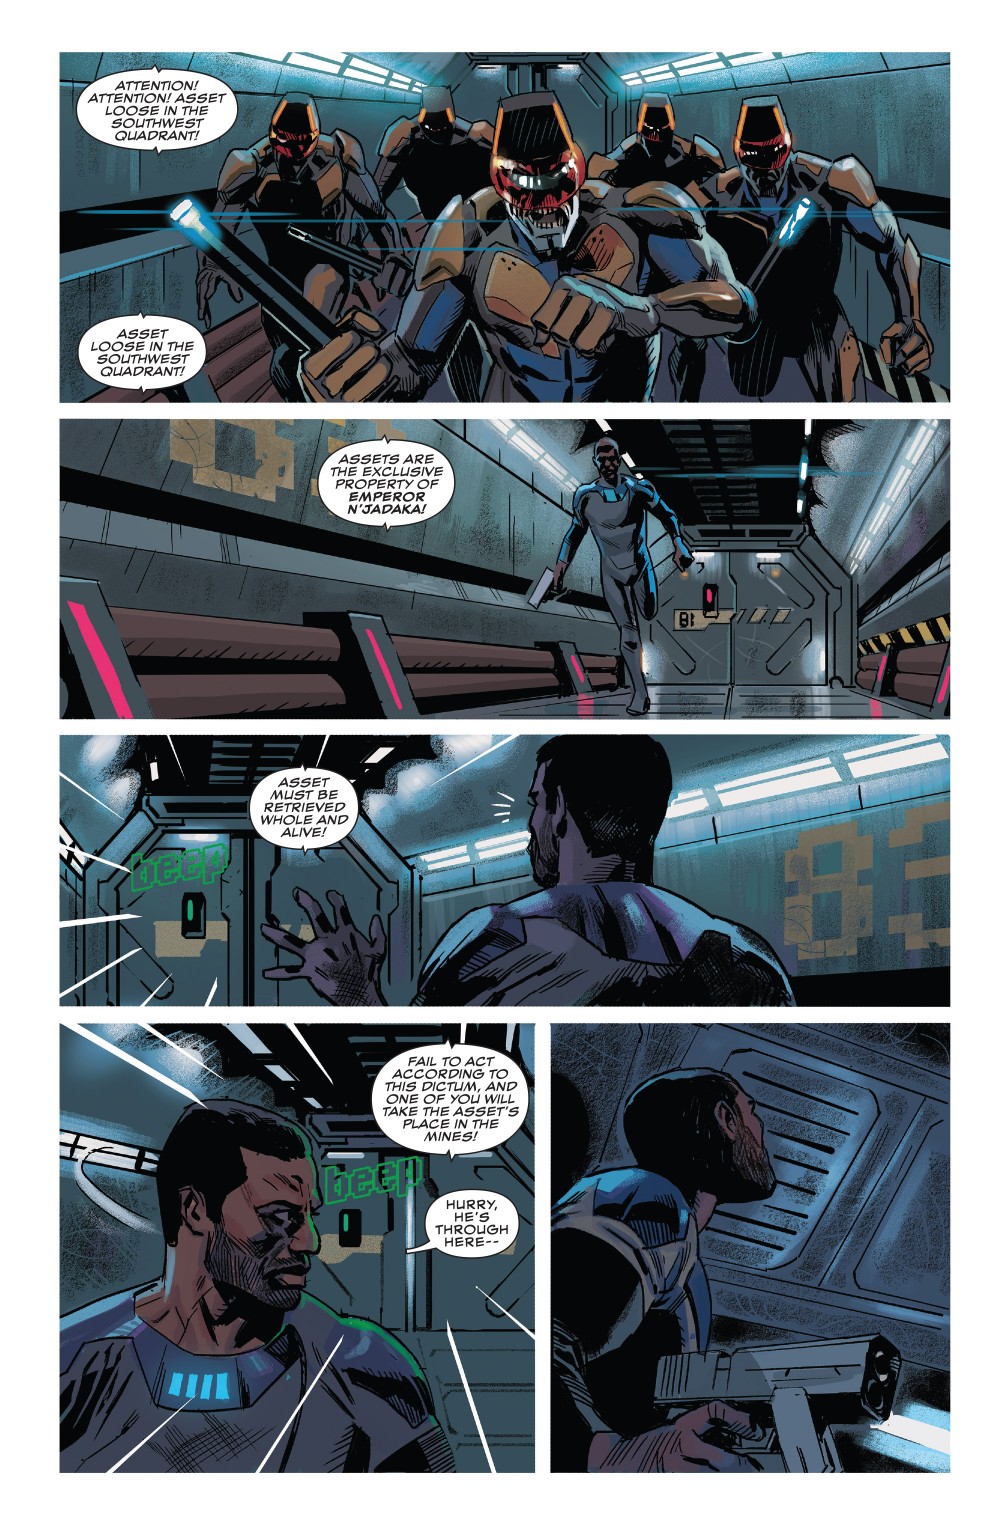 ATTENTION!
ATTENTION! ASSET
LOOSE IN THE
SOUTHWEST
QUADRANT!
ASSET
LOOSE IN THE
SOUTHWEST
QUADRANT!
ASSETS ARE
THE EXCLUSIVE
PROPERTY OF
EMPEROR
N'JADAKA!
ASSET
MUST BE
RETRIEVED
WHOLE AND
ALIVE!
beep
FAIL TO ACT
ACCORDING TO
THIS DICTUM, AND
ONE OF YOU WILL
TAKE THE ASSET'S
PLACE IN THE
MINES!
beep
HURRY,
HE'S
THROUGH
HERE--